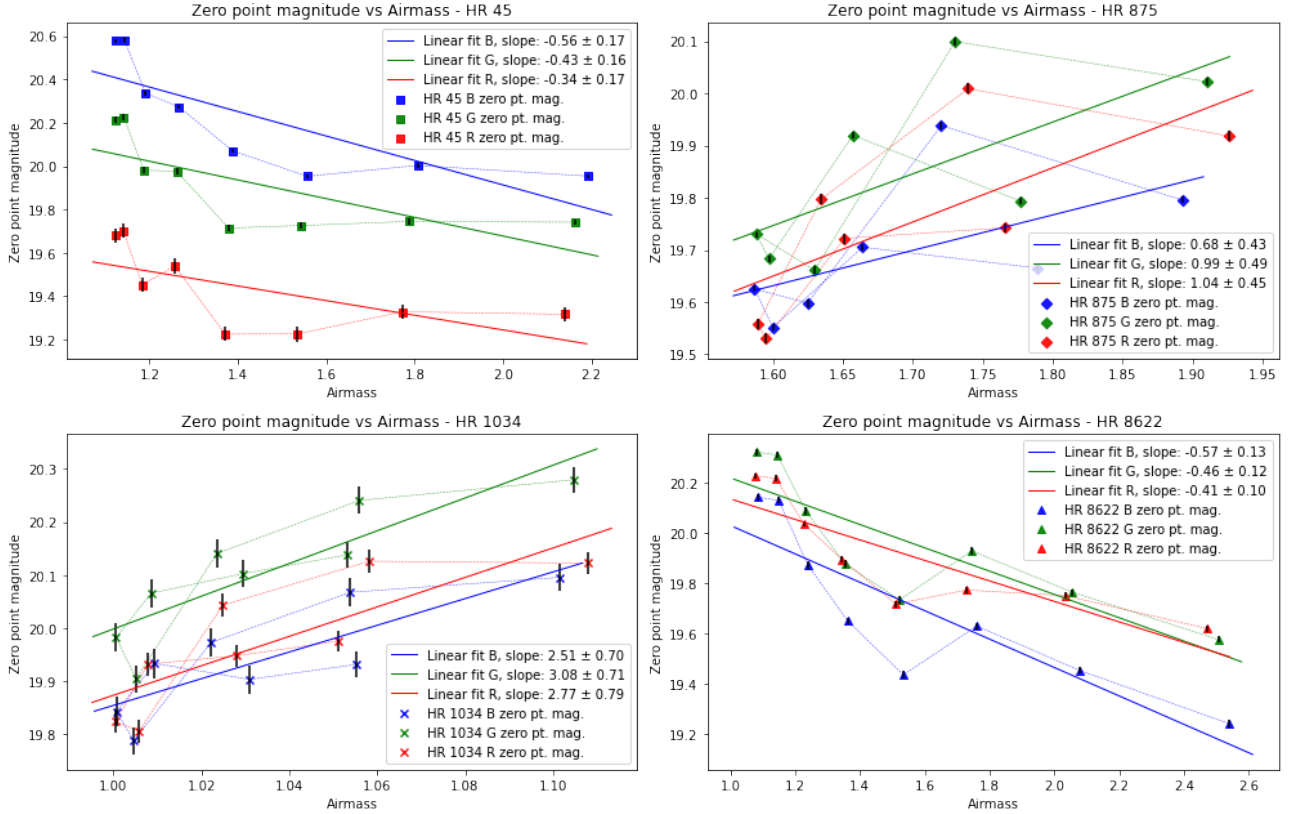 Zero point magnitude vs Airmass - HR 45
Zero point magnitude
20.6
20.4
20.2
20.0
19.8
19.6
19.4
19.2
Linear fit B, slope: -0.56 ± 0.17
Linear fit G, slope: -0.43 ± 0.16
Linear fit R, slope: -0.34 ± 0.17
HR 45 B zero pt. mag.
HR 45 G zero pt. mag.
HR 45 R zero pt. mag.
1.2 1.4 1.6 1.8 2.0 2.2
Airmass
Zero point magnitude vs Airmass - HR 875
Zero point magnitude
20.1
20.0
19.9
19.8
19.7
19.6
19.5
Linear fit B, slope: 0.68 ± 0.43
Linear fit G, slope: 0.99 ± 0.49
Linear fit R, slope: 1.04 ± 0.45
HR 875 B zero pt. mag.
HR 875 G zero pt. mag.
HR 875 R zero pt. mag.
1.60 1.65 1.70 1.75 1.80 1.85 1.90 1.95
Airmass
Zero point magnitude vs Airmass - HR 1034
Zero point magnitude
20.3
20.2
20.1
20.0
19.9
19.8
Linear fit B, slope: 2.51 ± 0.70
Linear fit G, slope: 3.08 ± 0.71
Linear fit R, slope: 2.77 ± 0.79
HR 1034 B zero pt. mag.
HR 1034 G zero pt. mag.
HR 1034 R zero pt. mag.
1.00 1.02 1.04 1.06 1.08 1.10
Airmass
Zero point magnitude vs Airmass - HR 8622
Zero point magnitude
20.2
20.0
19.8
19.6
19.4
19.2
Linear fit B, slope: -0.57 ± 0.13
Linear fit G, slope: -0.46 ± 0.12
Linear fit R, slope: -0.41 ± 0.10
HR 8622 B zero pt. mag.
HR 8622 G zero pt. mag.
HR 8622 R zero pt. mag.
1.0 1.2 1.4 1.6 1.8 2.0 2.2 2.4 2.6
Airmass